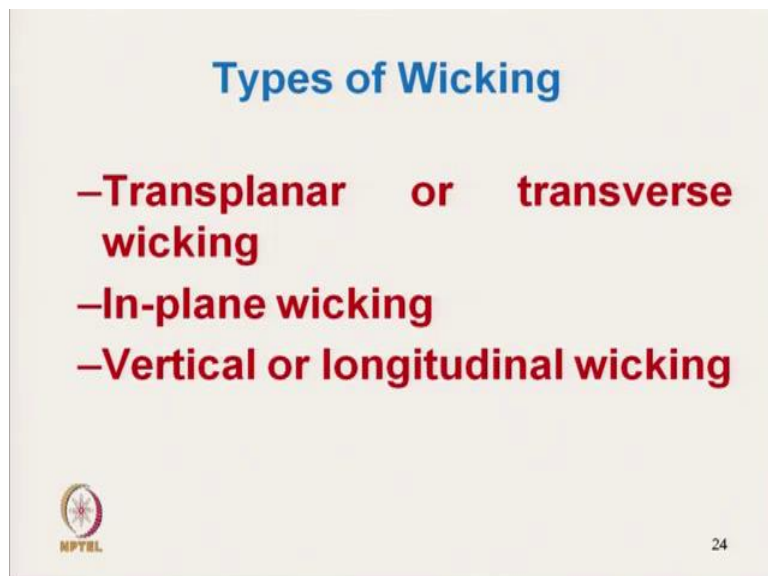 Types of Wicking
–Transplanar or transverse
wicking
–In-plane wicking
–Vertical or longitudinal wicking
NPTEL
24